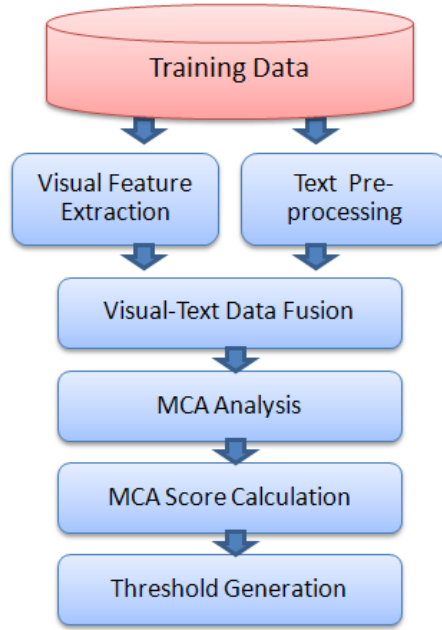 Training Data
Visual Feature
Extraction
Text Pre-
processing
Visual-Text Data Fusion
MCA Analysis
MCA Score Calculation
Threshold Generation